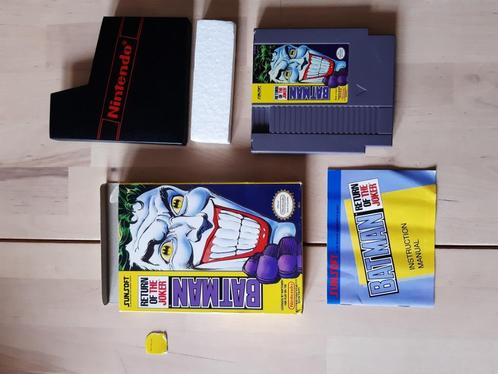 Nintendo®
SUNSOFT
RETURN
OF THE
JOKER
BATMAN
SUNSOFT
RETURN
OF THE
JOKER
BATMAN
Nintendo
SUNSOFT
BATMAN
RETURN
OF THE
JOKER
INSTRUCTION
MANUAL